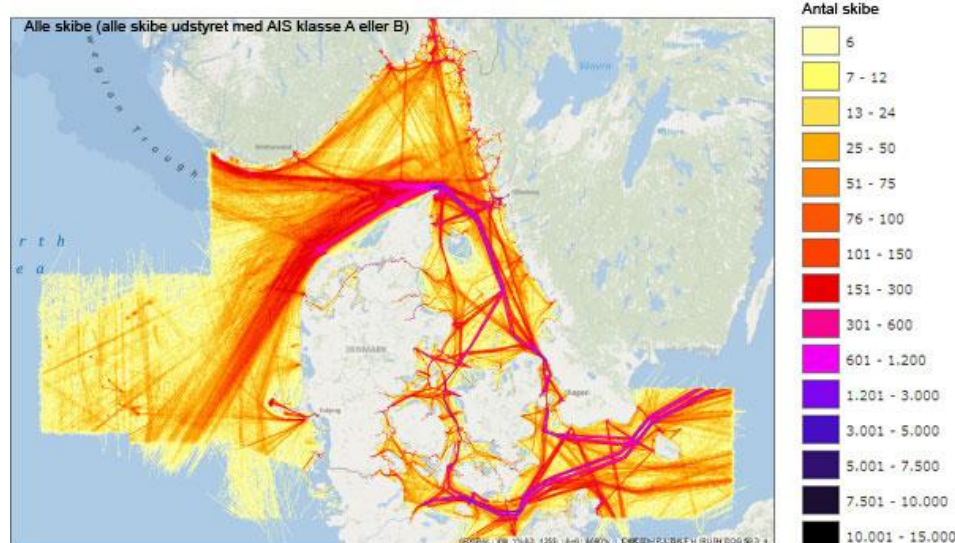 Alle skibe (alle skibe udstyret med AIS klasse A eller B)
Antal skibe
6
7 - 12
13 - 24
25 - 50
51 - 75
76 - 100
101 - 150
151 - 300
301 - 600
601 - 1.200
1.201 - 3.000
3.001 - 5.000
5.001 - 7.500
7.501 - 10.000
10.001 - 15.000
Trough
r t h
e a
DENMARK